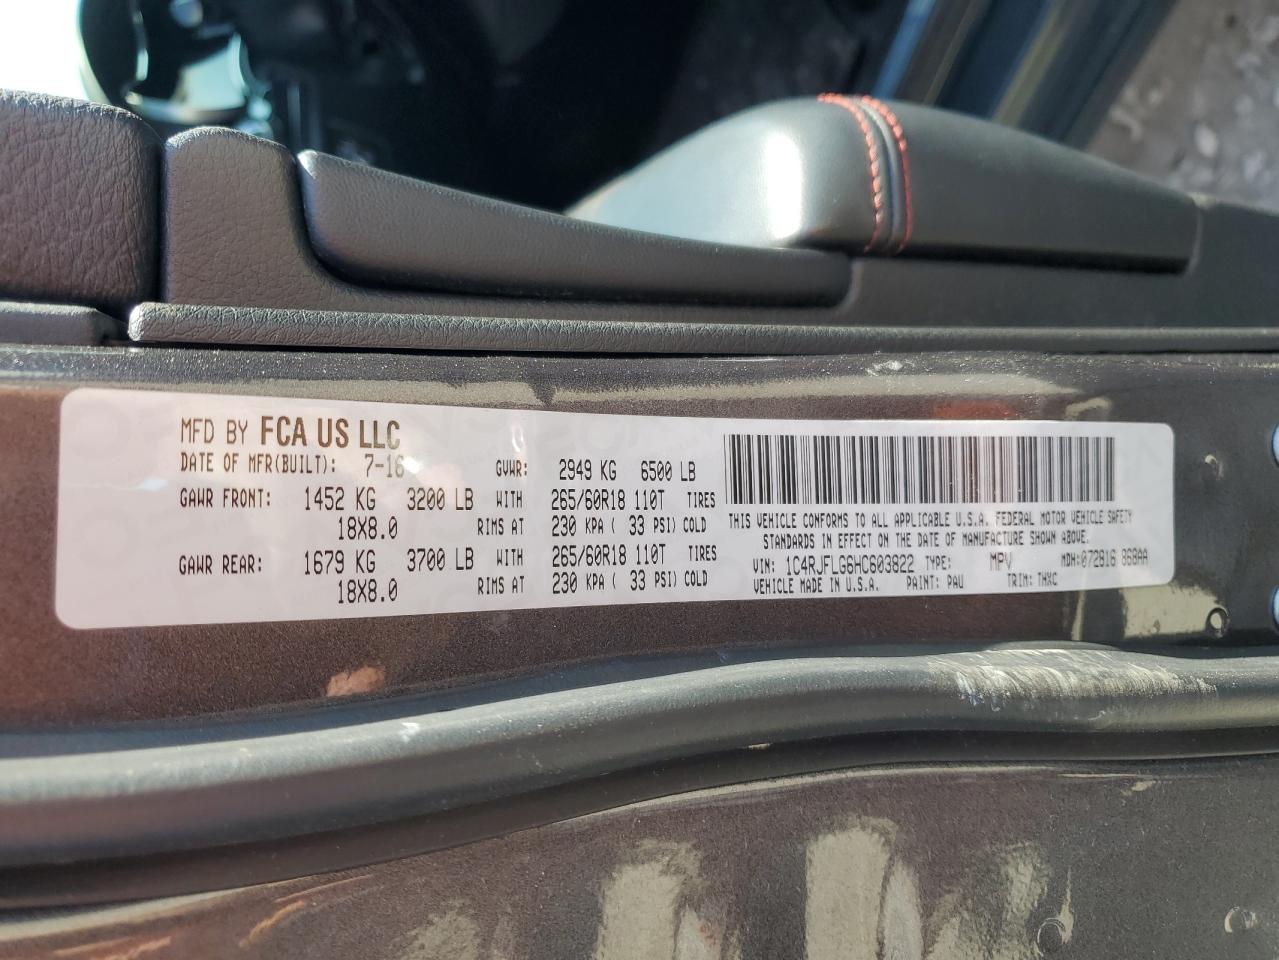 MFD BY FCA US LLC
DATE OF MFR(BUILT): 7-16 GVWR: 2949 KG 6500 LB
GAWR FRONT: 1452 KG 3200 LB WITH 265/60R18 110T TIRES
18X8.0 RIMS AT 230 KPA ( 33 PSI) COLD
GAWR REAR: 1679 KG 3700 LB WITH 265/60R18 110T TIRES
18X8.0 RIMS AT 230 KPA ( 33 PSI) COLD
THIS VEHICLE CONFORMS TO ALL APPLICABLE U.S.A. FEDERAL MOTOR VEHICLE SAFETY
STANDARDS IN EFFECT ON THE DATE OF MANUFACTURE SHOWN ABOVE.
VIN: 1C4RJFLG6HC603822 TYPE: MPV MDH:072816 868AA
VEHICLE MADE IN U.S.A. PAINT: PAU TRIM: THXC